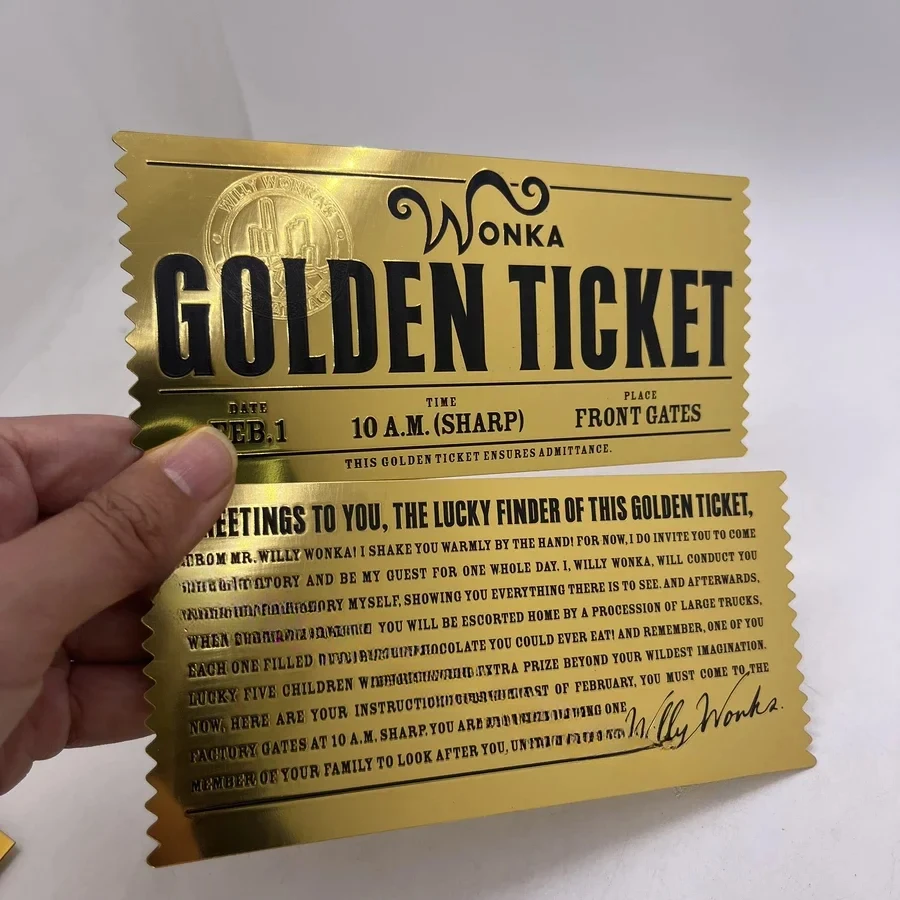 WILLY WONKA'S
WONKA
GOLDEN TICKET
DATE
TIME
PLACE
FEB.1
10 A.M. (SHARP)
FRONT GATES
THIS GOLDEN TICKET ENSURES ADMITTANCE.
TO YOU, THE LUCKY FINDER OF THIS GOLDEN TICKET,
FROM MR. WILLY WONKA! I SHAKE YOU WARMLY BY THE HAND! FOR NOW, I DO INVITE YOU TO COME
AND BE MY GUEST FOR ONE WHOLE DAY. I, WILLY WONKA, WILL CONDUCT YOU
MYSELF, SHOWING YOU EVERYTHING THERE IS TO SEE. AND AFTERWARDS,
WHEN YOU WILL BE ESCORTED HOME BY A PROCESSION OF LARGE TRUCKS,
EACH ONE FILLED CHOCOLATE YOU COULD EVER EAT! AND REMEMBER, ONE OF YOU
LUCKY FIVE CHILDREN EXTRA PRIZE BEYOND YOUR WILDEST IMAGINATION.
NOW, HERE ARE YOUR OF FEBRUARY, YOU MUST COME TO THE
FACTORY GATES AT 10 A.M. SHARP. YOU ARE ONE
MEMBER OF YOUR FAMILY TO LOOK AFTER YOU,
Willy Wonka.